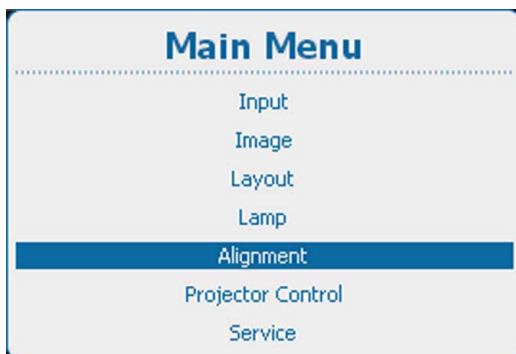 Main Menu
Input
Image
Layout
Lamp
Alignment
Projector Control
Service